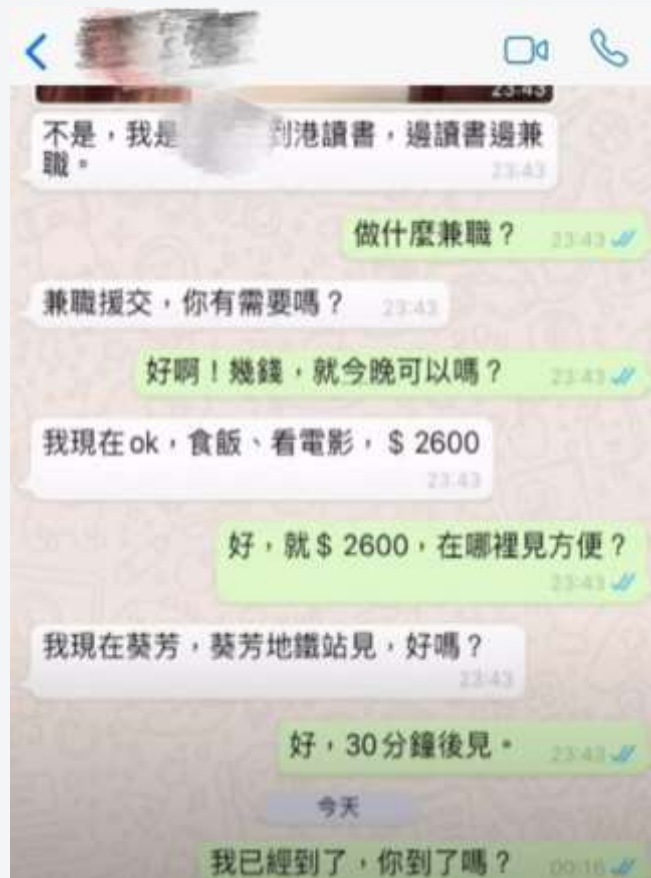 23:43
不是，我是 到港讀書，邊讀書邊兼
職。 23:43
做什麼兼職？ 23:43
兼職援交，你有需要嗎？ 23:43
好啊！幾錢，就今晚可以嗎？ 23:43
我現在ok，食飯、看電影，$ 2600
23:43
好，就$ 2600，在哪裡見方便？
23:43
我現在葵芳，葵芳地鐵站見，好嗎？
23:43
好，30分鐘後見。 23:43
今天
我已經到了，你到了嗎？ 00:16